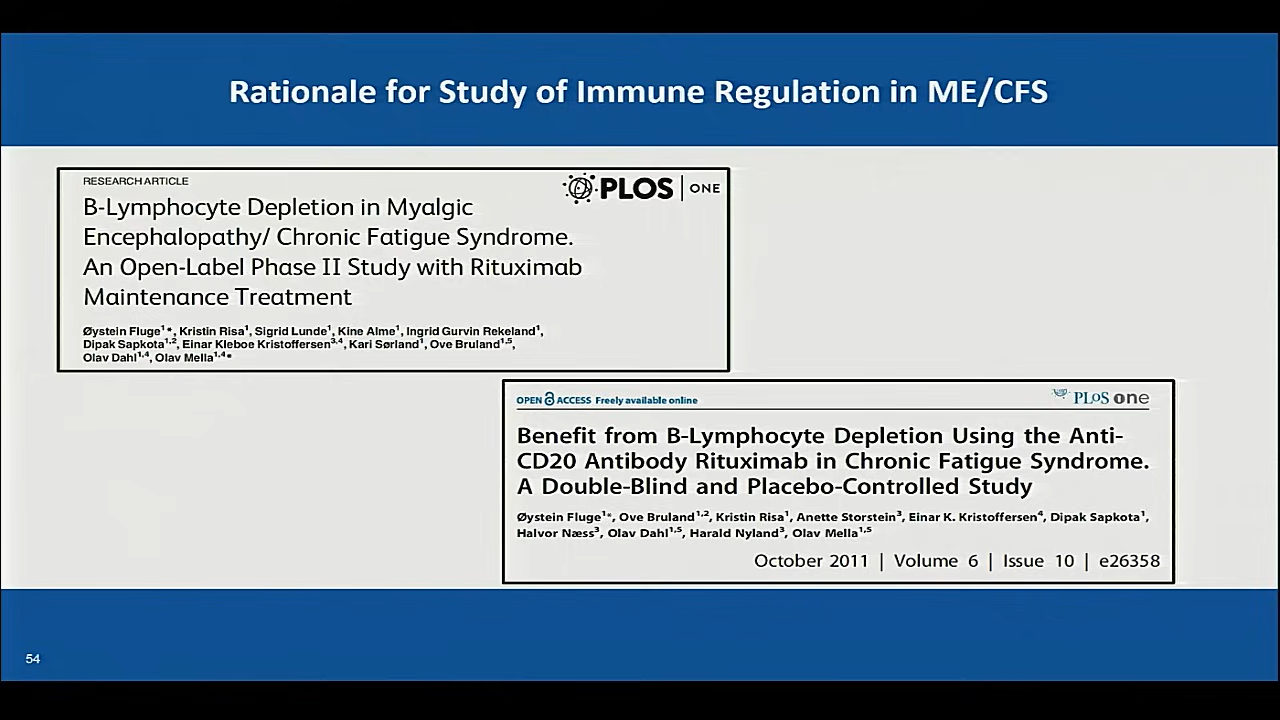 Rationale for Study of Immune Regulation in ME/CFS
RESEARCH ARTICLE
PLOS | ONE
B-Lymphocyte Depletion in Myalgic
Encephalopathy/ Chronic Fatigue Syndrome.
An Open-Label Phase II Study with Rituximab
Maintenance Treatment
Øystein Fluge1*, Kristin Risa1, Sigrid Lunde1, Kine Alme1, Ingrid Gurvin Rekeland1,
Dipak Sapkota1,2, Einar Kleboe Kristoffersen3,4, Kari Sørland1, Ove Bruland1,5,
Olav Dahl1,4, Olav Mella1,4*
OPEN ACCESS Freely available online
PLoS one
Benefit from B-Lymphocyte Depletion Using the Anti-
CD20 Antibody Rituximab in Chronic Fatigue Syndrome.
A Double-Blind and Placebo-Controlled Study
Øystein Fluge1*, Ove Bruland1,2, Kristin Risa1, Anette Storstein3, Einar K. Kristoffersen4, Dipak Sapkota1,
Halvor Næss3, Olav Dahl1,5, Harald Nyland3, Olav Mella1,5
October 2011 | Volume 6 | Issue 10 | e26358
54